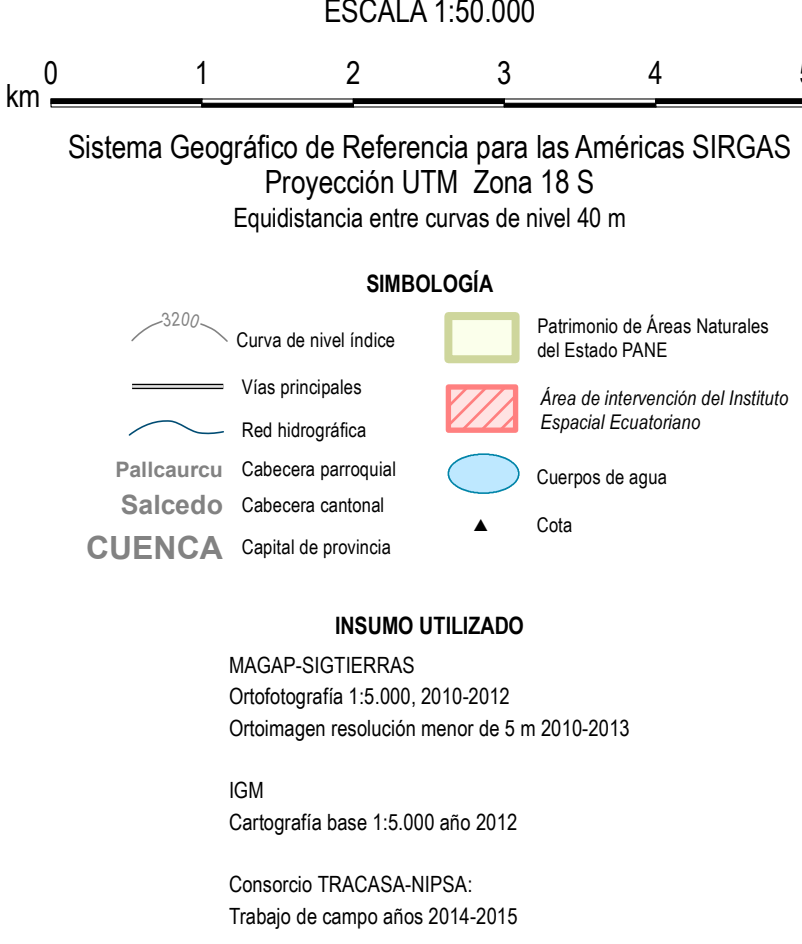 ESCALA 1:50.000
km 0 1 2 3 4
Sistema Geográfico de Referencia para las Américas SIRGAS
Proyección UTM Zona 18 S
Equidistancia entre curvas de nivel 40 m
SIMBOLOGÍA
3200
Curva de nivel índice
Vías principales
Red hidrográfica
Pallcaurcu Cabecera parroquial
Salcedo Cabecera cantonal
CUENCA Capital de provincia
Patrimonio de Áreas Naturales
del Estado PANE
Área de intervención del Instituto
Espacial Ecuatoriano
Cuerpos de agua
Cota
INSUMO UTILIZADO
MAGAP-SIGTIERRAS
Ortofotografía 1:5.000, 2010-2012
Ortoimagen resolución menor de 5 m 2010-2013
IGM
Cartografía base 1:5.000 año 2012
Consorcio TRACASA-NIPSA:
Trabajo de campo años 2014-2015